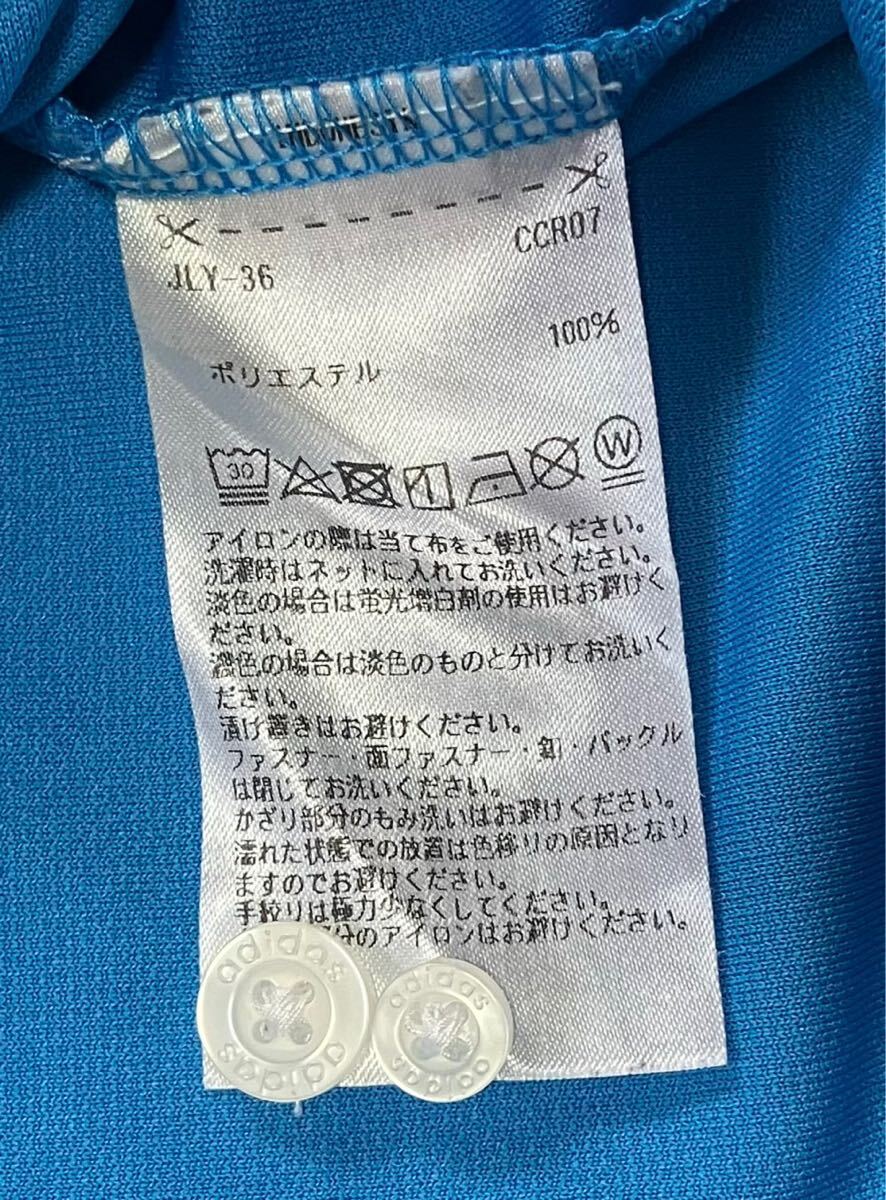 INDONESIA
JLY-36 CCR07
ポリエステル 100%
30 W
アイロンの際は当て布をご使用ください。
洗濯時はネットに入れてお洗いください。
淡色の場合は蛍光増白剤の使用はお避けく
ださい。
濃色の場合は淡色のものと分けてお洗いく
ださい。
漬け置きはお避けください。
ファスナー・面ファスナー・釦・バックル
は閉じてお洗いください。
かざり部分のもみ洗いはお避けください。
濡れた状態での放置は色移りの原因となり
ますのでお避けください。
手絞りは極力少なくしてください。
分のアイロンはお避けください。
adidas adidas
adidas adidas